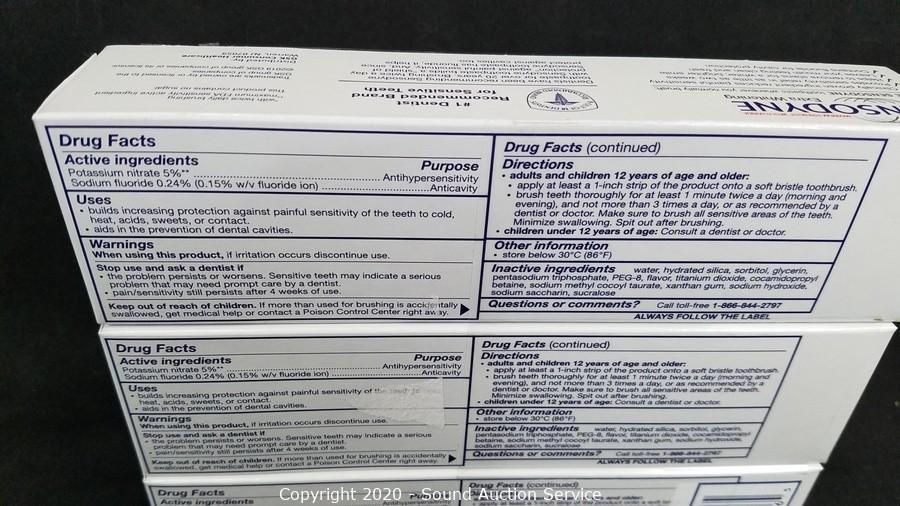 #1 Dentist
Recommended Brand
for Sensitive Teeth
NSODYNE
Extra Whitening
Drug Facts
Active ingredients Purpose
Potassium nitrate 5%** Antihypersensitivity
Sodium fluoride 0.24% (0.15% w/v fluoride ion) Anticavity
Uses
• builds increasing protection against painful sensitivity of the teeth to cold,
heat, acids, sweets, or contact.
• aids in the prevention of dental cavities.
Warnings
When using this product, if irritation occurs discontinue use.
Stop use and ask a dentist if
• the problem persists or worsens. Sensitive teeth may indicate a serious
problem that may need prompt care by a dentist.
• pain/sensitivity still persists after 4 weeks of use.
Keep out of reach of children. If more than used for brushing is accidentally
swallowed, get medical help or contact a Poison Control Center right away.
Drug Facts (continued)
Directions
• adults and children 12 years of age and older:
• apply at least a 1-inch strip of the product onto a soft bristle toothbrush.
• brush teeth thoroughly for at least 1 minute twice a day (morning and
evening), and not more than 3 times a day, or as recommended by a
dentist or doctor. Make sure to brush all sensitive areas of the teeth.
Minimize swallowing. Spit out after brushing.
• children under 12 years of age: Consult a dentist or doctor.
Other information
• store below 30°C (86°F)
Inactive ingredients water, hydrated silica, sorbitol, glycerin,
pentasodium triphosphate, PEG-8, flavor, titanium dioxide, cocamidopropyl
betaine, sodium methyl cocoyl taurate, xanthan gum, sodium hydroxide,
sodium saccharin, sucralose
Questions or comments? Call toll-free 1-866-844-2797
ALWAYS FOLLOW THE LABEL
Drug Facts
Active ingredients Purpose
Potassium nitrate 5%** Antihypersensitivity
Sodium fluoride 0.24% (0.15% w/v fluoride ion) Anticavity
Uses
• builds increasing protection against painful sensitivity of the
heat, acids, sweets, or contact.
• aids in the prevention of dental cavities.
Warnings
When using this product, if irritation occurs discontinue use.
Stop use and ask a dentist if
• the problem persists or worsens. Sensitive teeth may indicate a serious
problem that may need prompt care by a dentist.
• pain/sensitivity still persists after 4 weeks of use.
Keep out of reach of children. If more than used for brushing is accidentally
swallowed, get medical help or contact a Poison Control Center right away.
Drug Facts (continued)
Directions
• adults and children 12 years of age and older:
• apply at least a 1-inch strip of the product onto a soft bristle toothbrush.
brush teeth thoroughly for at least 1 minute twice a day (morning and
evening), and not more than 3 times a day, or as recommended by a
dentist or doctor. Make sure to brush all sensitive areas of the teeth.
Minimize swallowing. Spit out after brushing.
• children under 12 years of age: Consult a dentist or doctor.
Other information
• store below 30°C (86°F)
Inactive ingredients water, hydrated silica, sorbitol, glycerin,
pentasodium triphosphate, PEG-8, flavor, titanium dioxide, cocamidopropyl
betaine, sodium methyl cocoyl taurate, xanthan gum, sodium hydroxide,
sodium saccharin, sucralose
Questions or comments? Call toll-free 1-866-844-2797
ALWAYS FOLLOW THE LABEL
Drug Facts
Active ingredients
Drug Facts (continued)
Copyright 2020 - Sound Auction Service